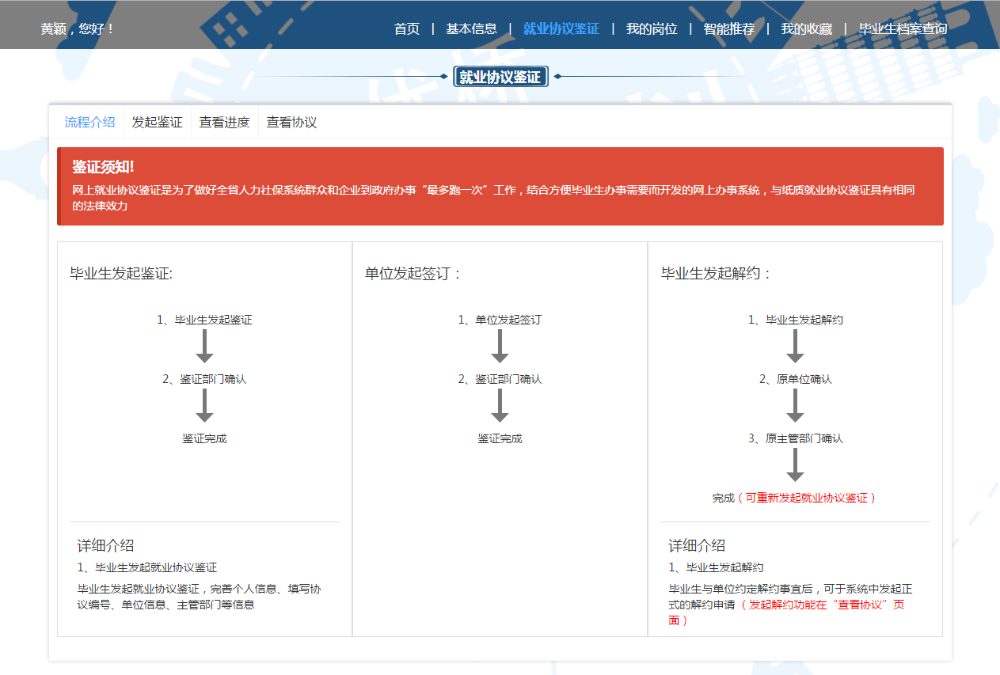 黄颖，您好！
首页 | 基本信息 | 就业协议鉴证 | 我的岗位 | 智能推荐 | 我的收藏 | 毕业生档案查询
就业协议鉴证
流程介绍 发起鉴证 查看进度 查看协议
鉴证须知!
网上就业协议鉴证是为了做好全省人力社保系统群众和企业到政府办事“最多跑一次”工作，结合方便毕业生办事需要而开发的网上办事系统，与纸质就业协议鉴证具有相同
的法律效力
毕业生发起鉴证:
1、毕业生发起鉴证
2、鉴证部门确认
鉴证完成
详细介绍
1、毕业生发起就业协议鉴证
毕业生发起就业协议鉴证，完善个人信息、填写协
议编号、单位信息、主管部门等信息
单位发起签订：
1、单位发起签订
2、鉴证部门确认
鉴证完成
毕业生发起解约：
1、毕业生发起解约
2、原单位确认
3、原主管部门确认
完成（可重新发起就业协议鉴证）
详细介绍
1、毕业生发起解约
毕业生与单位约定解约事宜后，可于系统中发起正
式的解约申请（发起解约功能在“查看协议”页
面）